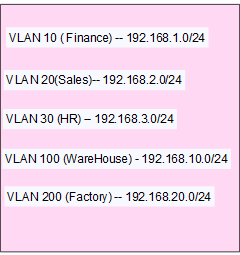 VLAN 10 ( Finance) -- 192.168.1.0/24
VLAN 20(Sales)-- 192.168.2.0/24
VLAN 30 (HR) – 192.168.3.0/24
VLAN 100 (WareHouse) - 192.168.10.0/24
VLAN 200 (Factory) -- 192.168.20.0/24